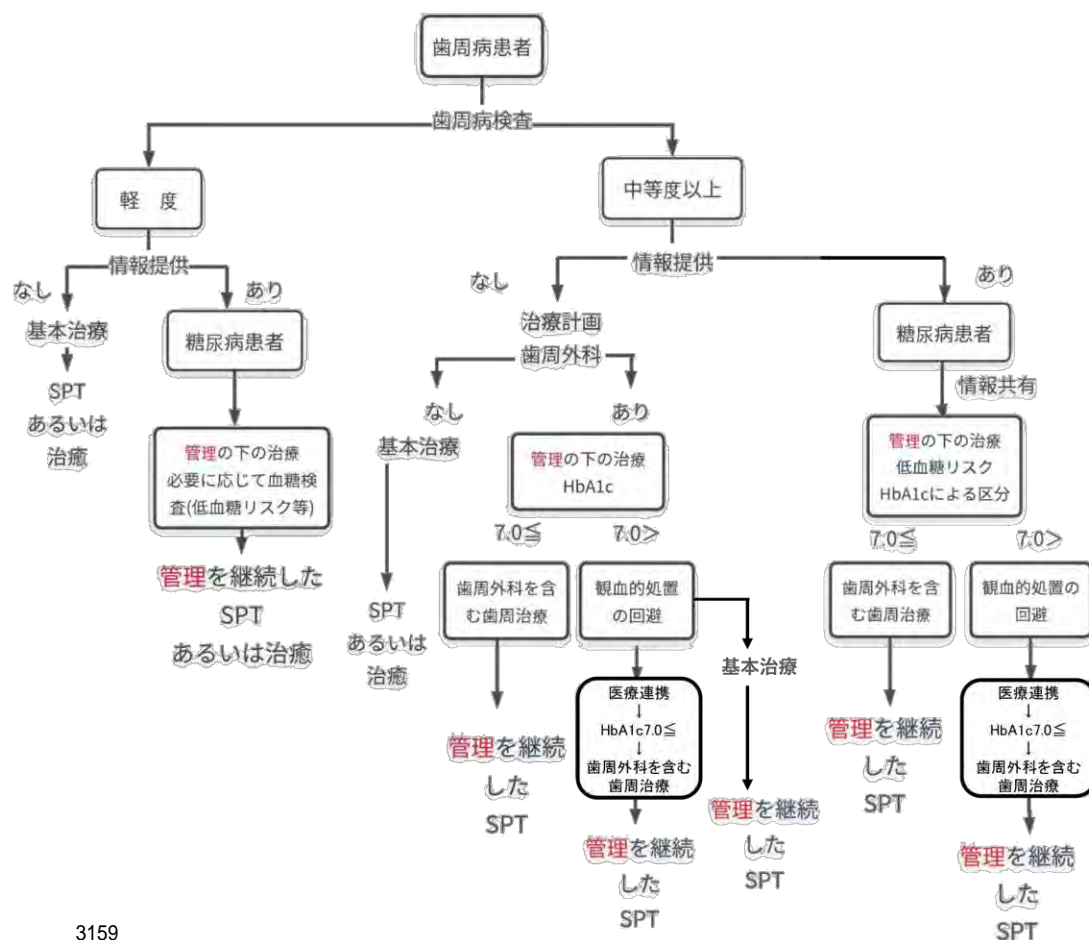 歯周病患者
歯周病検査
軽　度
中等度以上
情報提供
なし
あり
基本治療
SPT
あるいは
治癒
糖尿病患者
管理の下の治療
必要に応じて血糖検
査(低血糖リスク等)
管理を継続した
SPT
あるいは治癒
情報提供
なし
あり
治療計画
歯周外科
なし
あり
基本治療
SPT
あるいは
治癒
管理の下の治療
HbA1c
7.0≦
7.0＞
歯周外科を含
む歯周治療
管理を継続
した
SPT
観血的処置
の回避
医療連携
↓
HbA1c7.0≦
↓
歯周外科を含む
歯周治療
管理を継続
した
SPT
基本治療
管理を継続
した
SPT
糖尿病患者
情報共有
管理の下の治療
低血糖リスク
HbA1cによる区分
7.0≦
7.0＞
歯周外科を含
む歯周治療
管理を継続
した
SPT
観血的処置の
回避
医療連携
↓
HbA1c7.0≦
↓
歯周外科を含む
歯周治療
管理を継続
した
SPT
3159